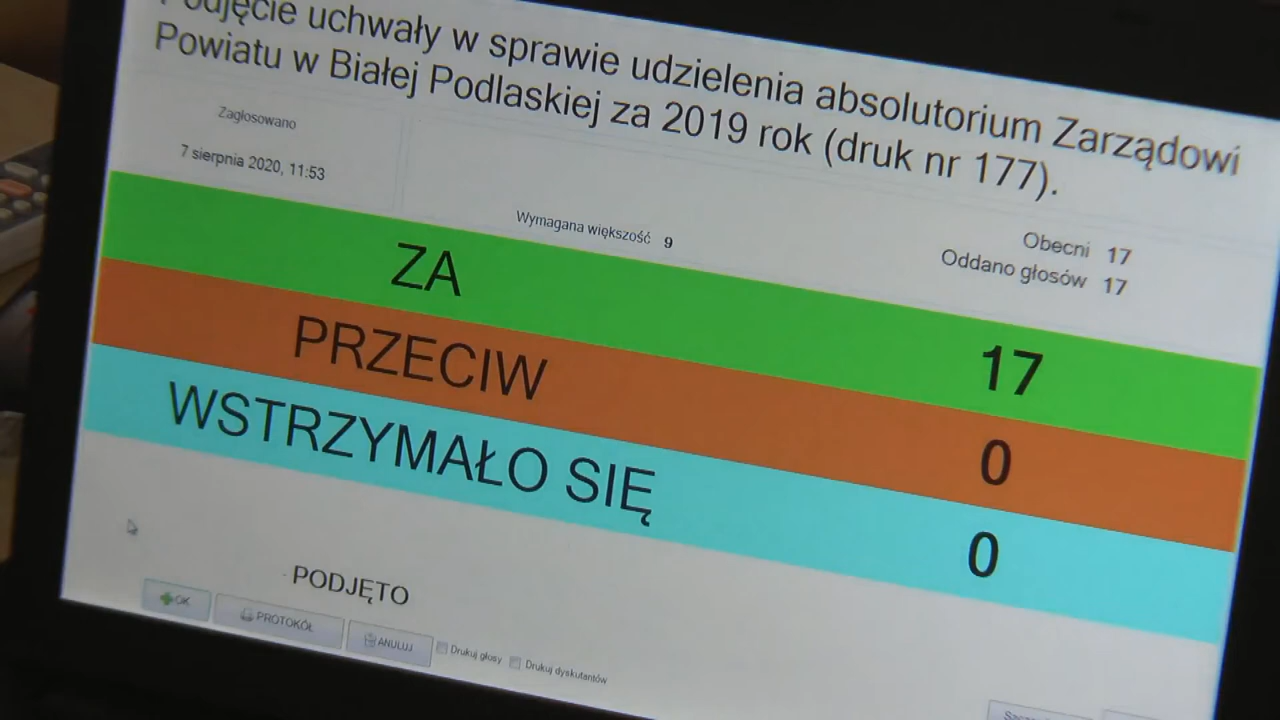 Podjęcie uchwały w sprawie udzielenia absolutorium Zarządowi
Powiatu w Białej Podlaskiej za 2019 rok (druk nr 177).
Zagłosowano
7 sierpnia 2020, 11:53
Wymagana większość 9
Obecni 17
Oddano głosów 17
ZA 17
PRZECIW 0
WSTRZYMAŁO SIĘ 0
PODJĘTO
OK PROTOKÓŁ ANULUJ Drukuj głosy Drukuj dyskutantów